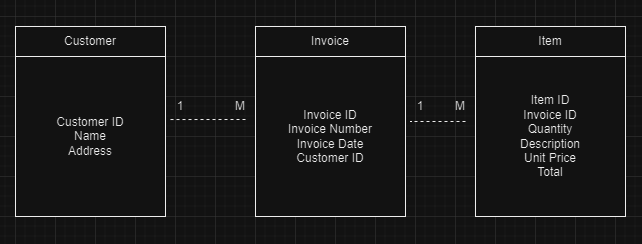 Customer
Customer ID
Name
Address
1 M
Invoice
Invoice ID
Invoice Number
Invoice Date
Customer ID
1 M
Item
Item ID
Invoice ID
Quantity
Description
Unit Price
Total